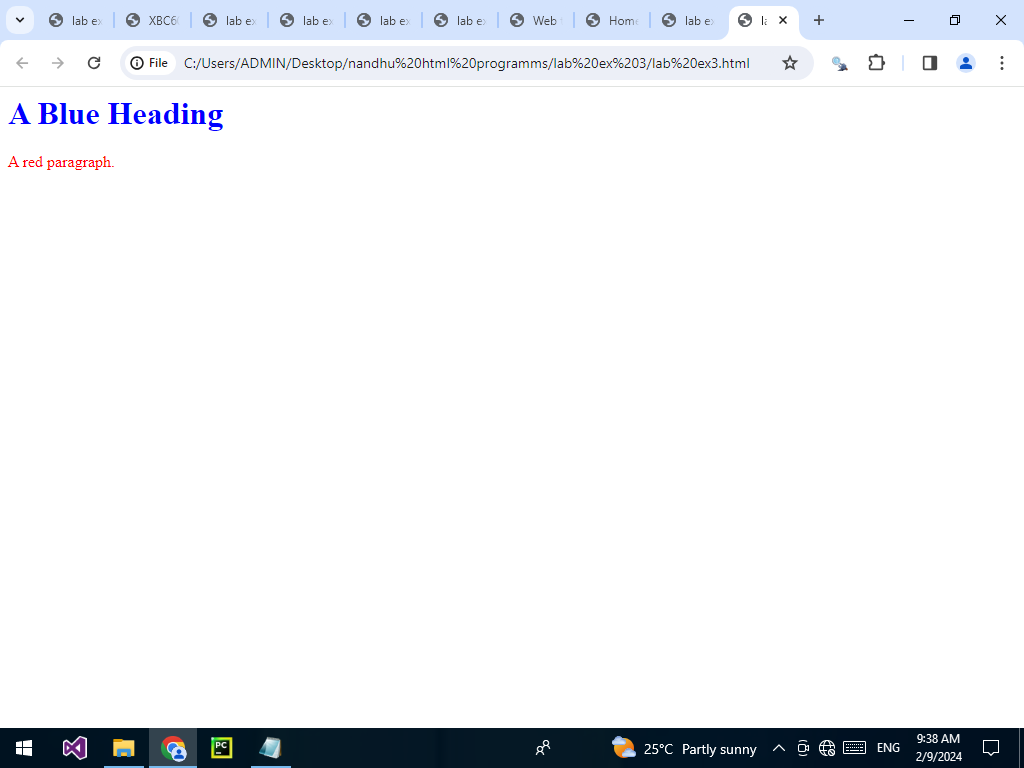 lab ex
XBC6
lab ex
lab ex
lab ex
lab ex
Web
Home
lab ex
File
C:/Users/ADMIN/Desktop/nandhu%20html%20programms/lab%20ex%203/lab%20ex3.html
A Blue Heading
A red paragraph.
PC
25°C Partly sunny
ENG
9:38 AM
2/9/2024